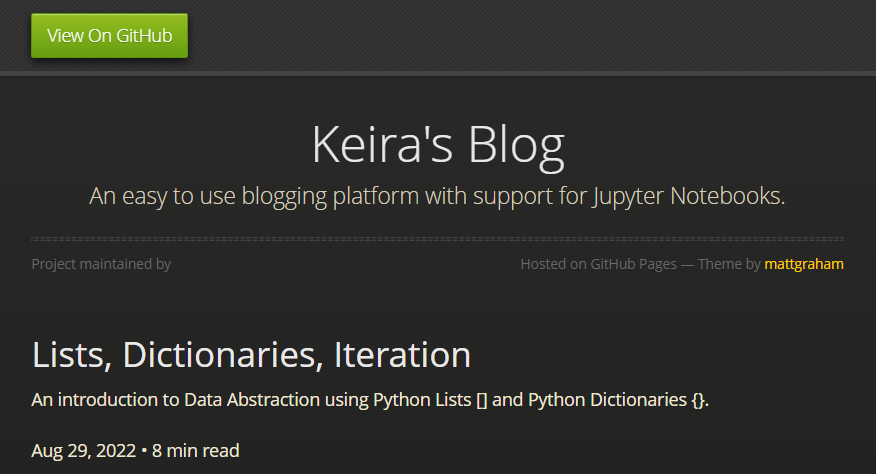 View On GitHub
Keira's Blog
An easy to use blogging platform with support for Jupyter Notebooks.
Project maintained by
Hosted on GitHub Pages — Theme by mattgraham
Lists, Dictionaries, Iteration
An introduction to Data Abstraction using Python Lists [] and Python Dictionaries {}.
Aug 29, 2022 • 8 min read